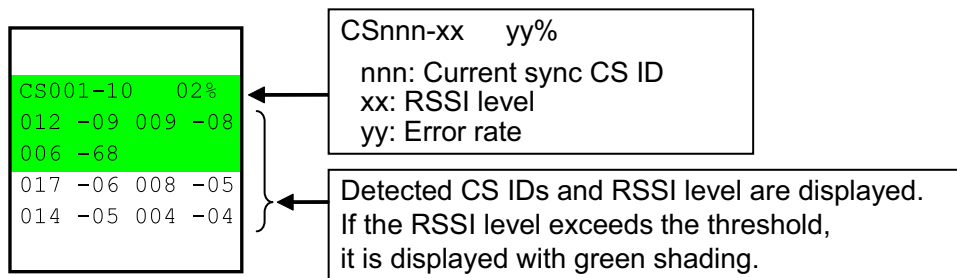 CS001-10 02%
012 -09 009 -08
006 -68
017 -06 008 -05
014 -05 004 -04
CSnnn-xx yy%
nnn: Current sync CS ID
xx: RSSI level
yy: Error rate
Detected CS IDs and RSSI level are displayed.
If the RSSI level exceeds the threshold,
it is displayed with green shading.